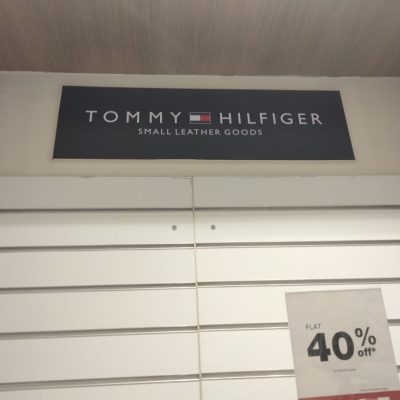 TOMMY HILFIGER
SMALL LEATHER GOODS
FLAT
40% off*